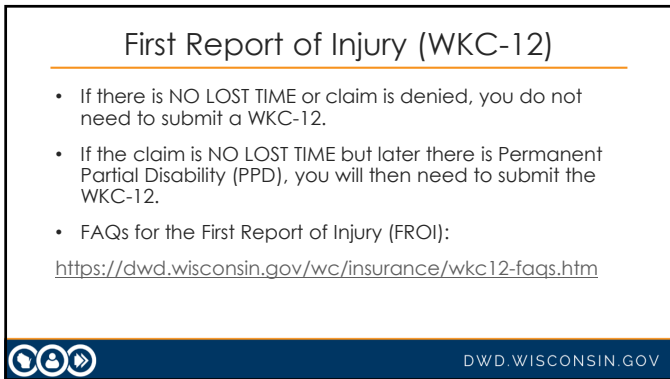 First Report of Injury (WKC-12)
• If there is NO LOST TIME or claim is denied, you do not
need to submit a WKC-12.
• If the claim is NO LOST TIME but later there is Permanent
Partial Disability (PPD), you will then need to submit the
WKC-12.
• FAQs for the First Report of Injury (FROI):
https://dwd.wisconsin.gov/wc/insurance/wkc12-faqs.htm
DWD.WISCONSIN.GOV